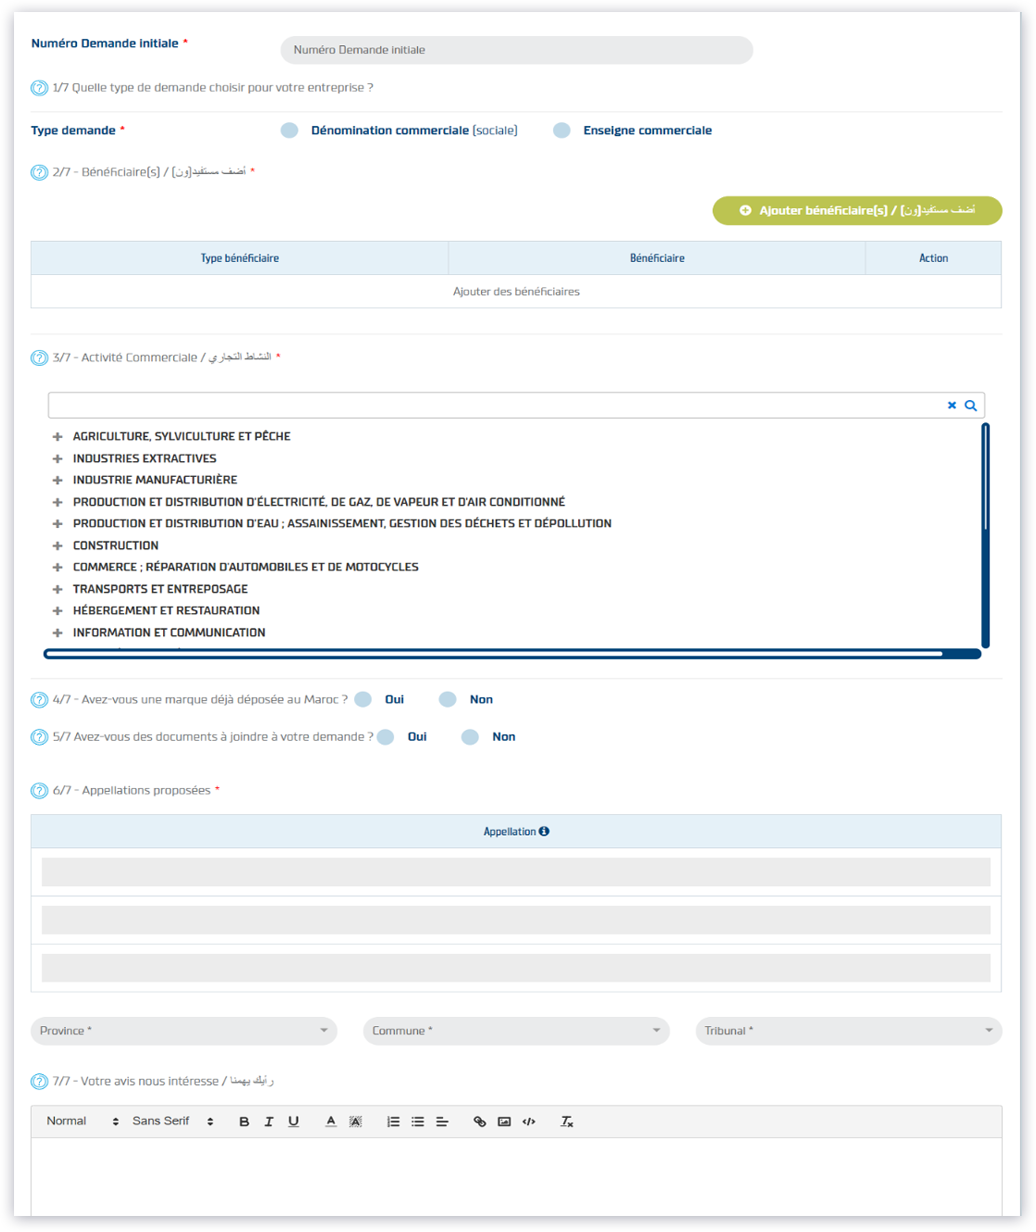 Numéro Demande initiale *
Numéro Demande initiale
1/7 Quelle type de demande choisir pour votre entreprise ?
Type demande *
Dénomination commerciale (sociale)
Enseigne commerciale
2/7 - Bénéficiaire(s) / أضف مستفيد(ون) *
Ajouter bénéficiaire(s) / أضف مستفيد(ون)
Type bénéficiaire
Bénéficiaire
Action
Ajouter des bénéficiaires
3/7 - Activité Commerciale / النشاط التجاري *
AGRICULTURE, SYLVICULTURE ET PÊCHE
INDUSTRIES EXTRACTIVES
INDUSTRIE MANUFACTURIÈRE
PRODUCTION ET DISTRIBUTION D'ÉLECTRICITÉ, DE GAZ, DE VAPEUR ET D'AIR CONDITIONNÉ
PRODUCTION ET DISTRIBUTION D'EAU ; ASSAINISSEMENT, GESTION DES DÉCHETS ET DÉPOLLUTION
CONSTRUCTION
COMMERCE ; RÉPARATION D'AUTOMOBILES ET DE MOTOCYCLES
TRANSPORTS ET ENTREPOSAGE
HÉBERGEMENT ET RESTAURATION
INFORMATION ET COMMUNICATION
4/7 - Avez-vous une marque déjà déposée au Maroc ? Oui Non
5/7 Avez-vous des documents à joindre à votre demande ? Oui Non
6/7 - Appellations proposées *
Appellation
Province *
Commune *
Tribunal *
7/7 - Votre avis nous intéresse / رأيك يهمنا
Normal
Sans Serif